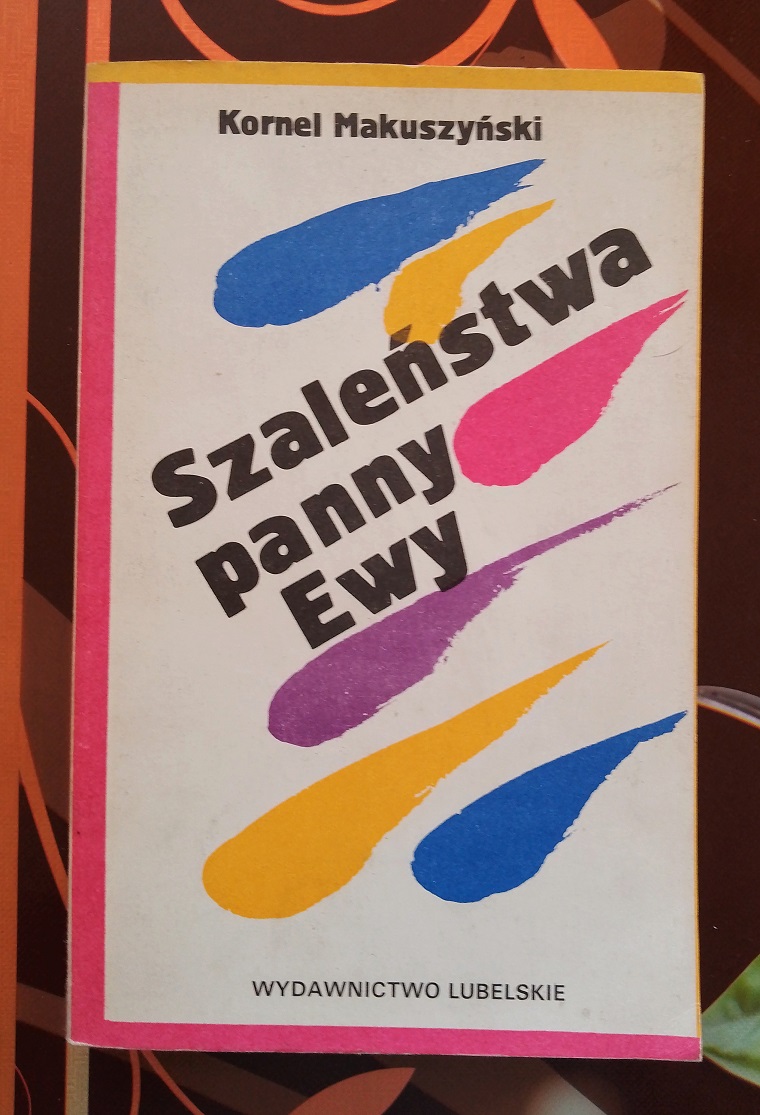 Kornel Makuszyński
Szaleństwa
panny
Ewy
WYDAWNICTWO LUBELSKIE